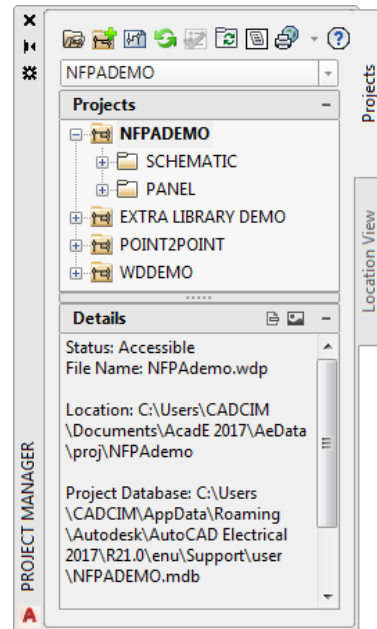 NFPADEMO
Projects
NFPADEMO
SCHEMATIC
PANEL
EXTRA LIBRARY DEMO
POINT2POINT
WDDEMO
Details
Status: Accessible
File Name: NFPAdemo.wdp
Location: C:\Users\CADCIM
\Documents\AcadE 2017\AeData
\proj\NFPAdemo
Project Database: C:\Users
\CADCIM\AppData\Roaming
\Autodesk\AutoCAD Electrical
2017\R21.0\enu\Support\user
\NFPADEMO.mdb
PROJECT MANAGER
Projects
Location View